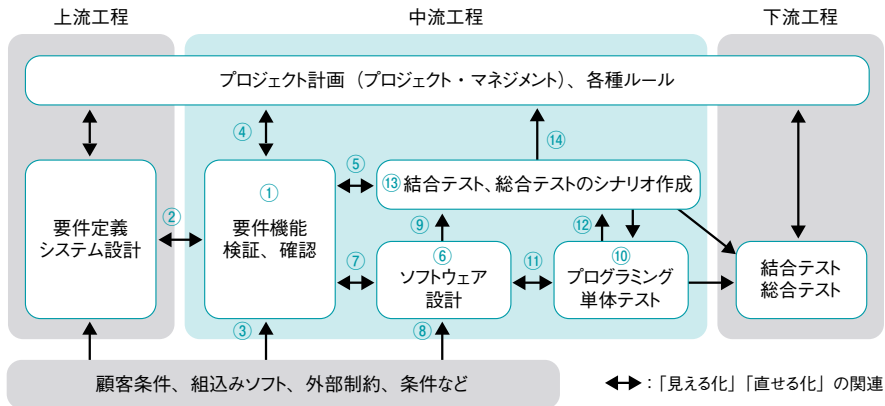 上流工程
中流工程
下流工程
プロジェクト計画（プロジェクト・マネジメント）、各種ルール
④
⑭
⑤
①
⑬結合テスト、総合テストのシナリオ作成
要件定義
システム設計
②
要件機能
検証、確認
⑨
⑫
⑦
⑥
ソフトウェア
設計
⑪
⑩
プログラミング
単体テスト
結合テスト
総合テスト
③
⑧
顧客条件、組込みソフト、外部制約、条件など
：「見える化」「直せる化」の関連